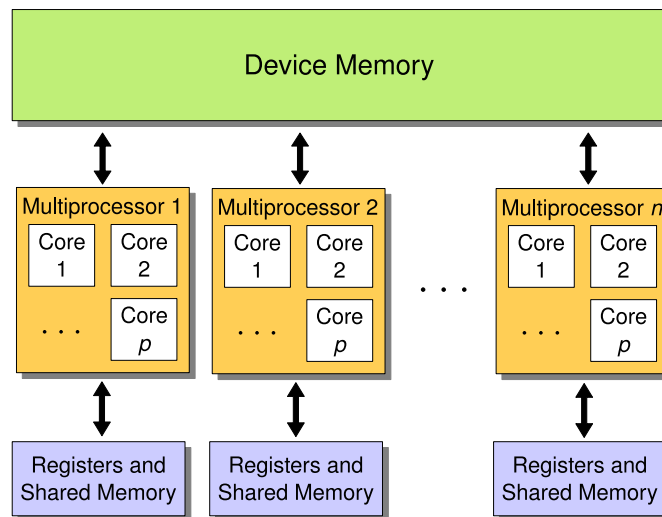 Device Memory
Multiprocessor 1
Core
1
Core
2
. . .
Core
p
Multiprocessor 2
Core
1
Core
2
. . .
Core
p
. . .
Multiprocessor n
Core
1
Core
2
. . .
Core
p
Registers and
Shared Memory
Registers and
Shared Memory
Registers and
Shared Memory